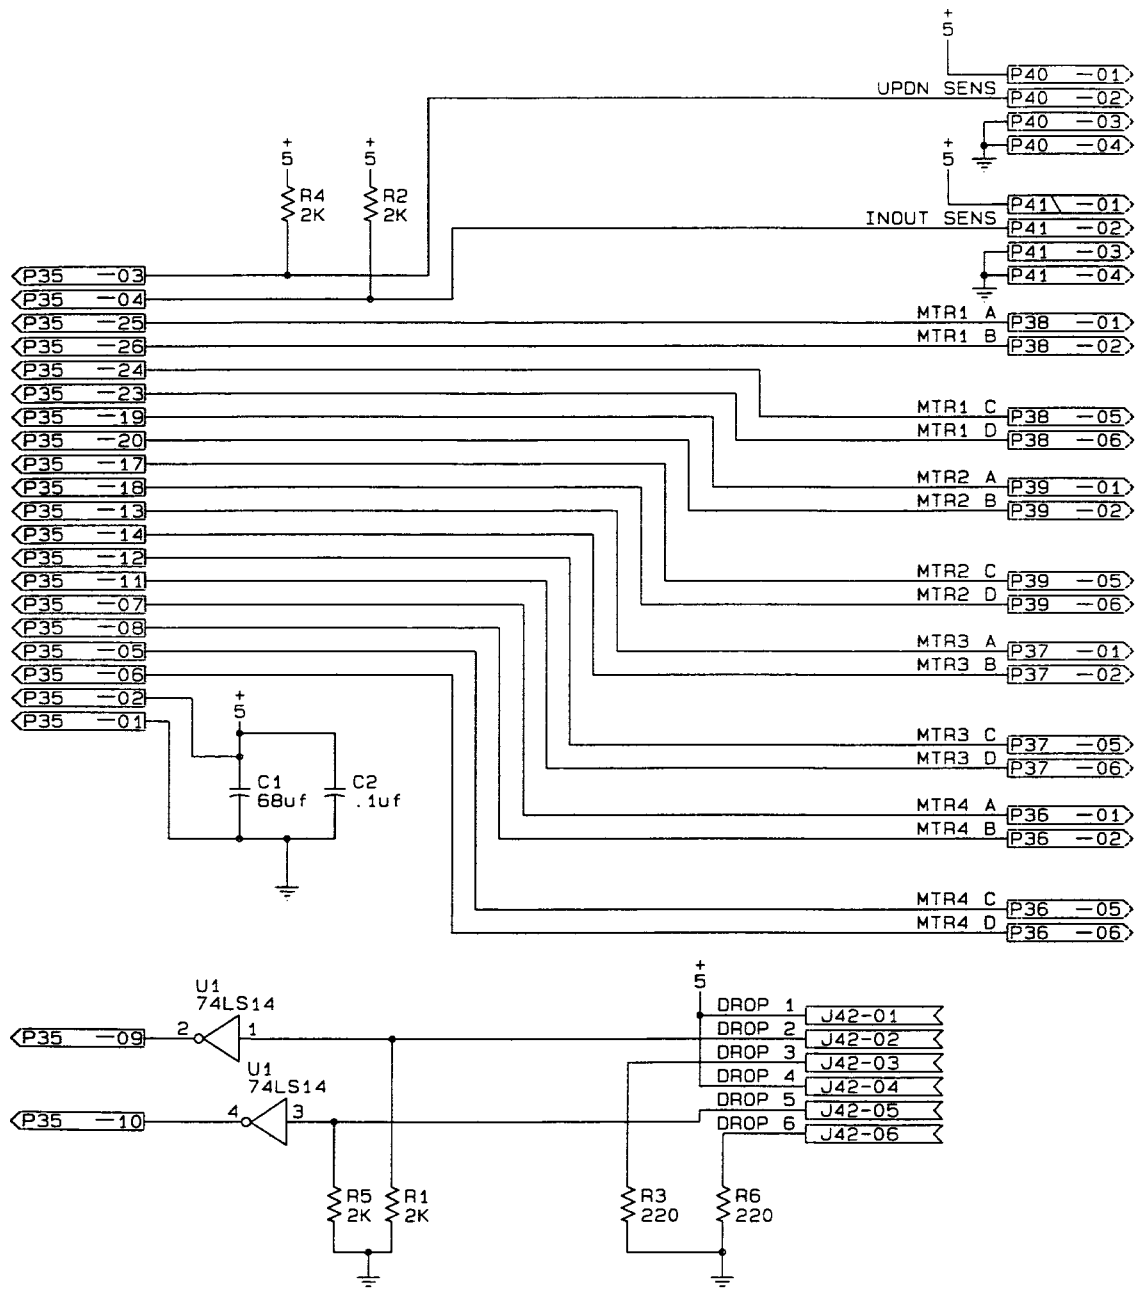 +
5
P40 -01
UPDN SENS
P40 -02
P40 -03
P40 -04
+
5
+
5
+
5
R4
2K
R2
2K
P41 -01
INOUT SENS
P41 -02
P41 -03
P41 -04
P35 -03
P35 -04
P35 -25
MTR1 A
P38 -01
P35 -26
MTR1 B
P38 -02
P35 -24
P35 -23
P35 -19
MTR1 C
P38 -05
P35 -20
MTR1 D
P38 -06
P35 -17
P35 -18
MTR2 A
P39 -01
P35 -13
MTR2 B
P39 -02
P35 -14
P35 -12
P35 -11
MTR2 C
P39 -05
P35 -07
MTR2 D
P39 -06
P35 -08
P35 -05
MTR3 A
P37 -01
P35 -06
MTR3 B
P37 -02
P35 -02
P35 -01
+
5
MTR3 C
P37 -05
MTR3 D
P37 -06
C1
68uf
C2
.1uf
MTR4 A
P36 -01
MTR4 B
P36 -02
MTR4 C
P36 -05
MTR4 D
P36 -06
+
5
U1
74LS14
DROP 1
J42-01
P35 -09
2
1
DROP 2
J42-02
DROP 3
J42-03
U1
74LS14
DROP 4
J42-04
P35 -10
4
3
DROP 5
J42-05
DROP 6
J42-06
R5
2K
R1
2K
R3
220
R6
220